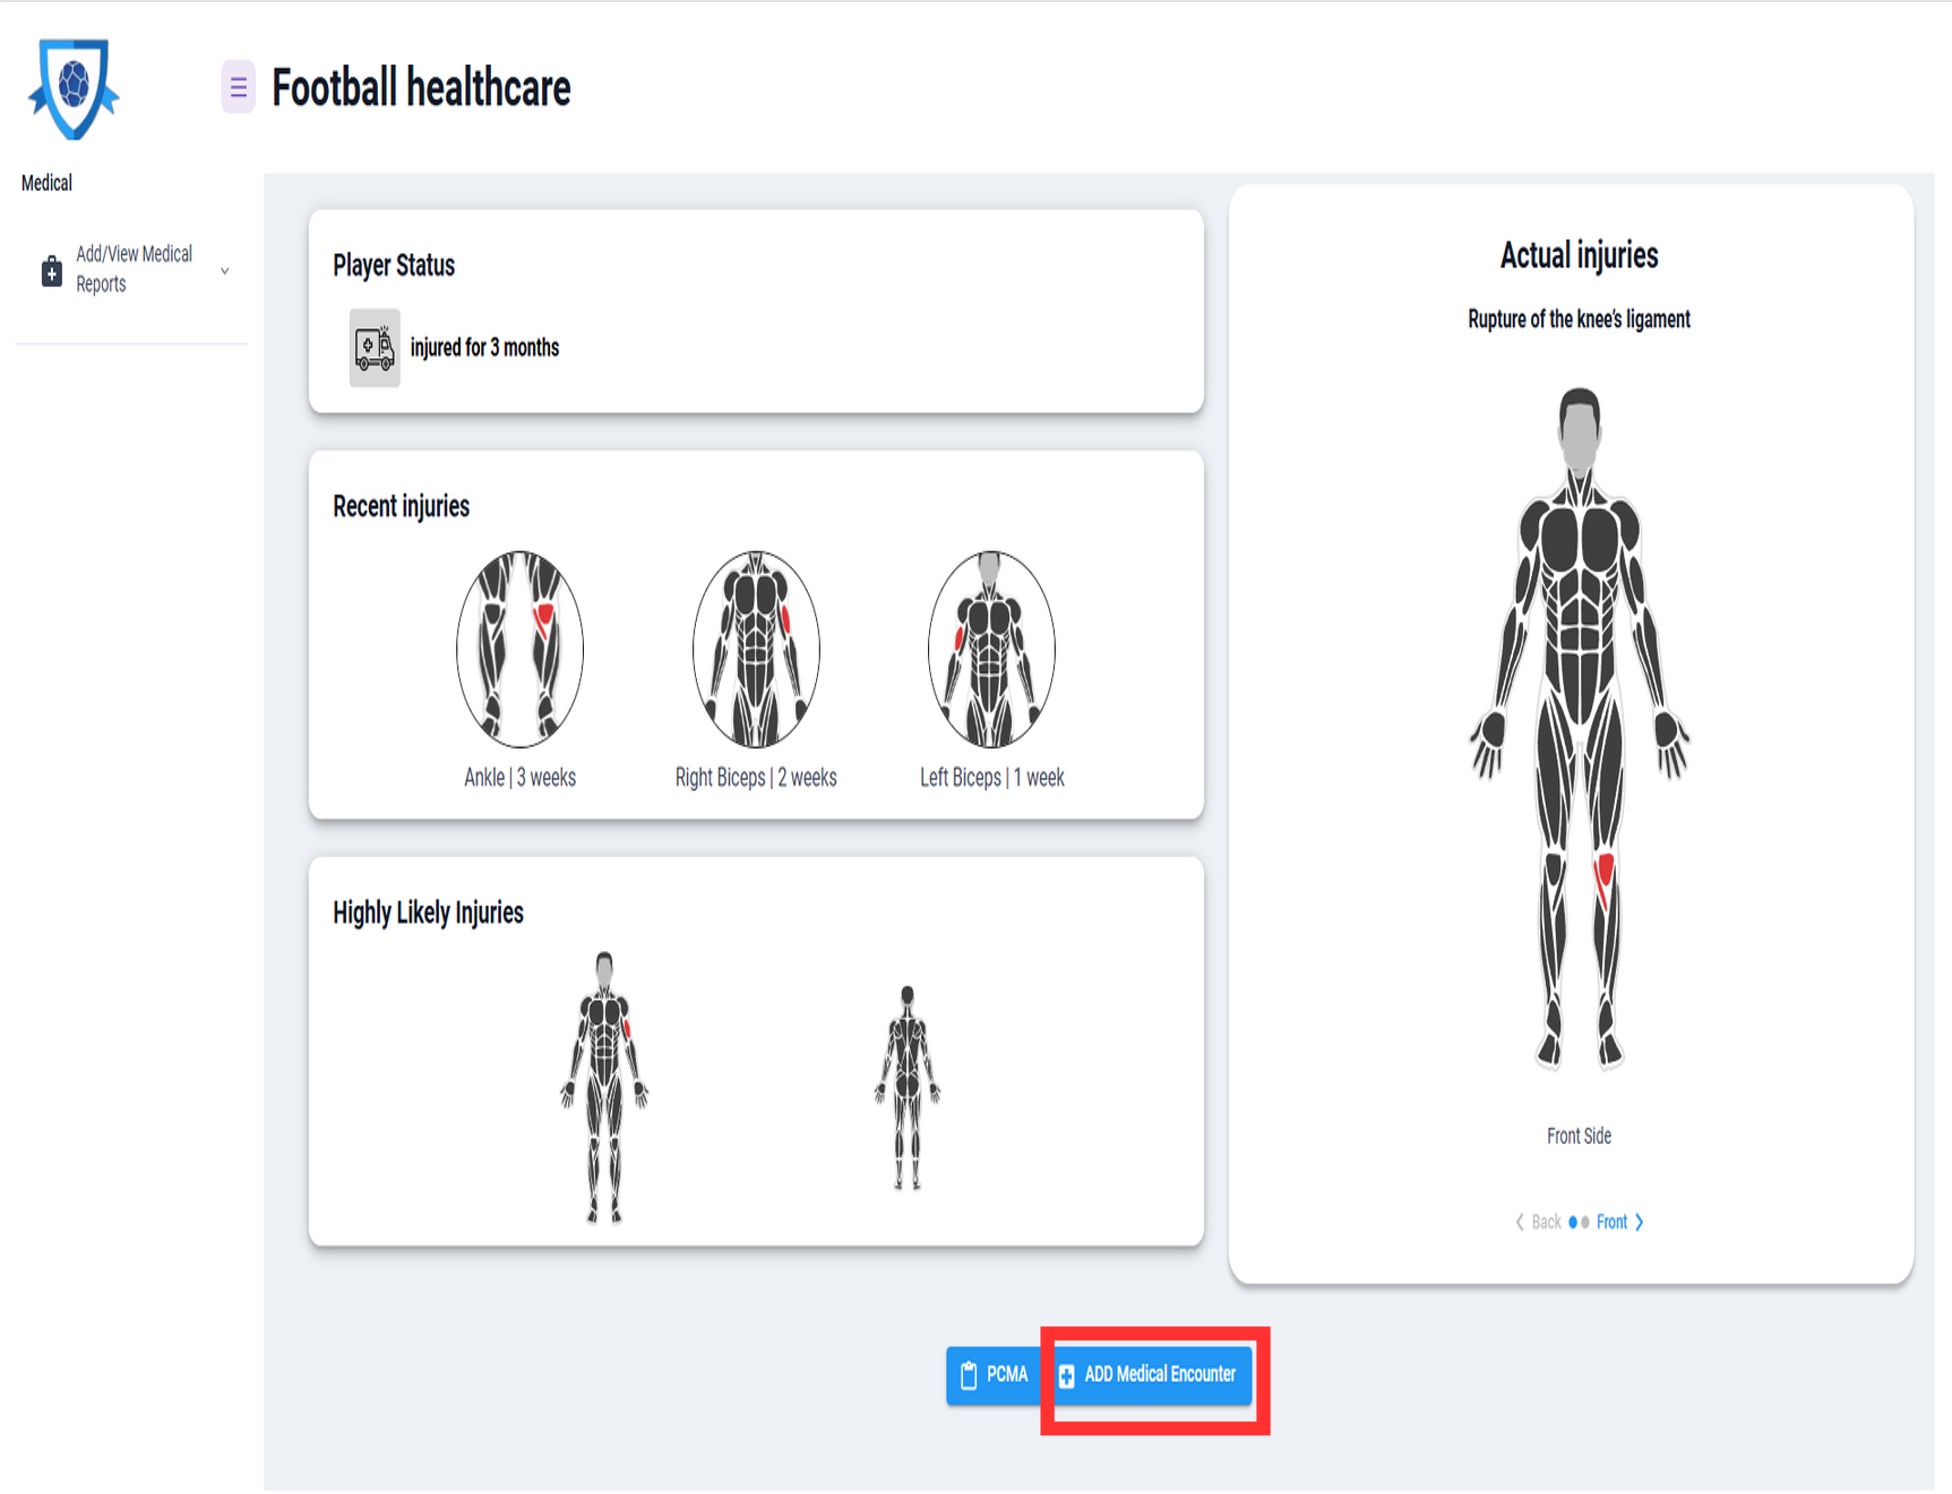 Football healthcare
Medical
Add/View Medical
Reports
Player Status
injured for 3 months
Recent injuries
Ankle | 3 weeks
Right Biceps | 2 weeks
Left Biceps | 1 week
Highly Likely Injuries
Actual injuries
Rupture of the knee's ligament
Front Side
Back
Front
PCMA
ADD Medical Encounter